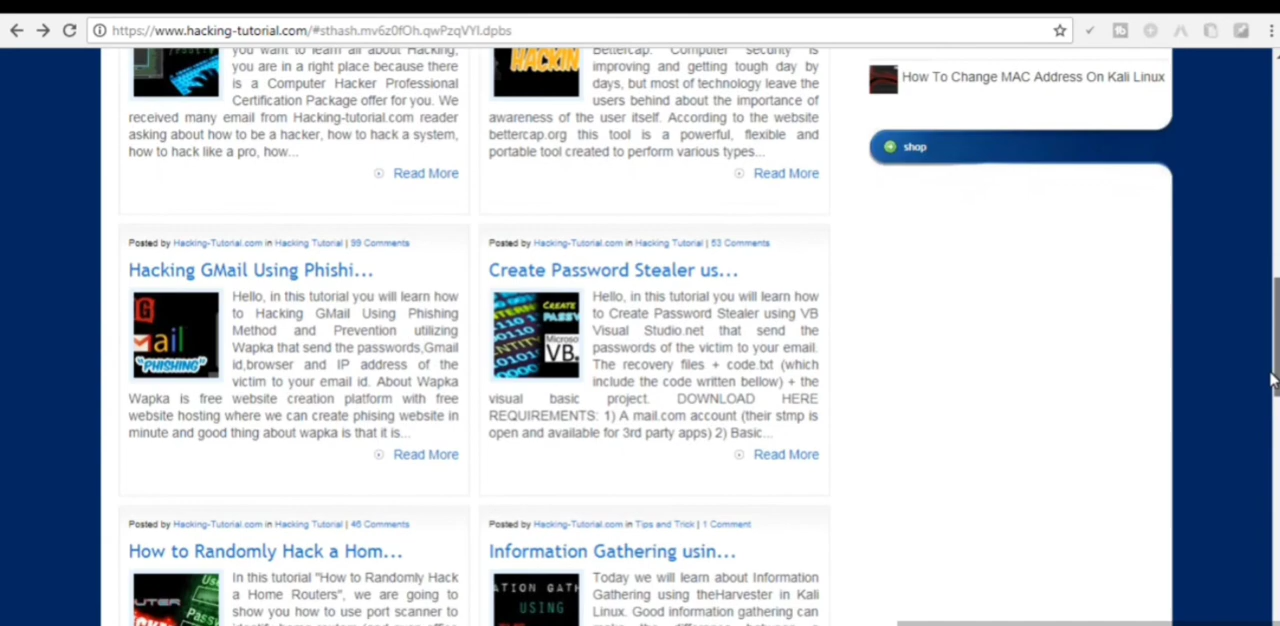 https://www.hacking-tutorial.com/#sthash.mv6z0fOh.qwPzqVYl.dpbs
you want to learn all about Hacking,
you are in a right place because there
is a Computer Hacker Professional
Certification Package offer for you. We
received many email from Hacking-tutorial.com reader
asking about how to be a hacker, how to hack a system,
how to hack like a pro, how...
Read More
HACKIN
Bettercap. Computer security is
improving and getting tough day by
days, but most of technology leave the
users behind about the importance of
awareness of the user itself. According to the website
bettercap.org this tool is a powerful, flexible and
portable tool created to perform various types...
Read More
How To Change MAC Address On Kali Linux
shop
Posted by Hacking-Tutorial.com in Hacking Tutorial | 99 Comments
Hacking GMail Using Phishi...
G
ail
"PHISHING"
Hello, in this tutorial you will learn how
to Hacking GMail Using Phishing
Method and Prevention utilizing
Wapka that send the passwords,Gmail
id,browser and IP address of the
victim to your email id. About Wapka
Wapka is free website creation platform with free
website hosting where we can create phising website in
minute and good thing about wapka is that it is...
Read More
Posted by Hacking-Tutorial.com in Hacking Tutorial | 53 Comments
Create Password Stealer us...
CREATE
PASSW
Microso
VB.
Hello, in this tutorial you will learn how
to Create Password Stealer using VB
Visual Studio.net that send the
passwords of the victim to your email.
The recovery files + code.txt (which
include the code written bellow) + the
visual basic project. DOWNLOAD HERE
REQUIREMENTS: 1) A mail.com account (their stmp is
open and available for 3rd party apps) 2) Basic...
Read More
Posted by Hacking-Tutorial.com in Hacking Tutorial | 46 Comments
How to Randomly Hack a Hom...
In this tutorial "How to Randomly Hack
a Home Routers", we are going to
show you how to use port scanner to
Posted by Hacking-Tutorial.com in Tips and Trick | 1 Comment
Information Gathering usin...
ATION GATH
USING
Today we will learn about Information
Gathering using theHarvester in Kali
Linux. Good information gathering can